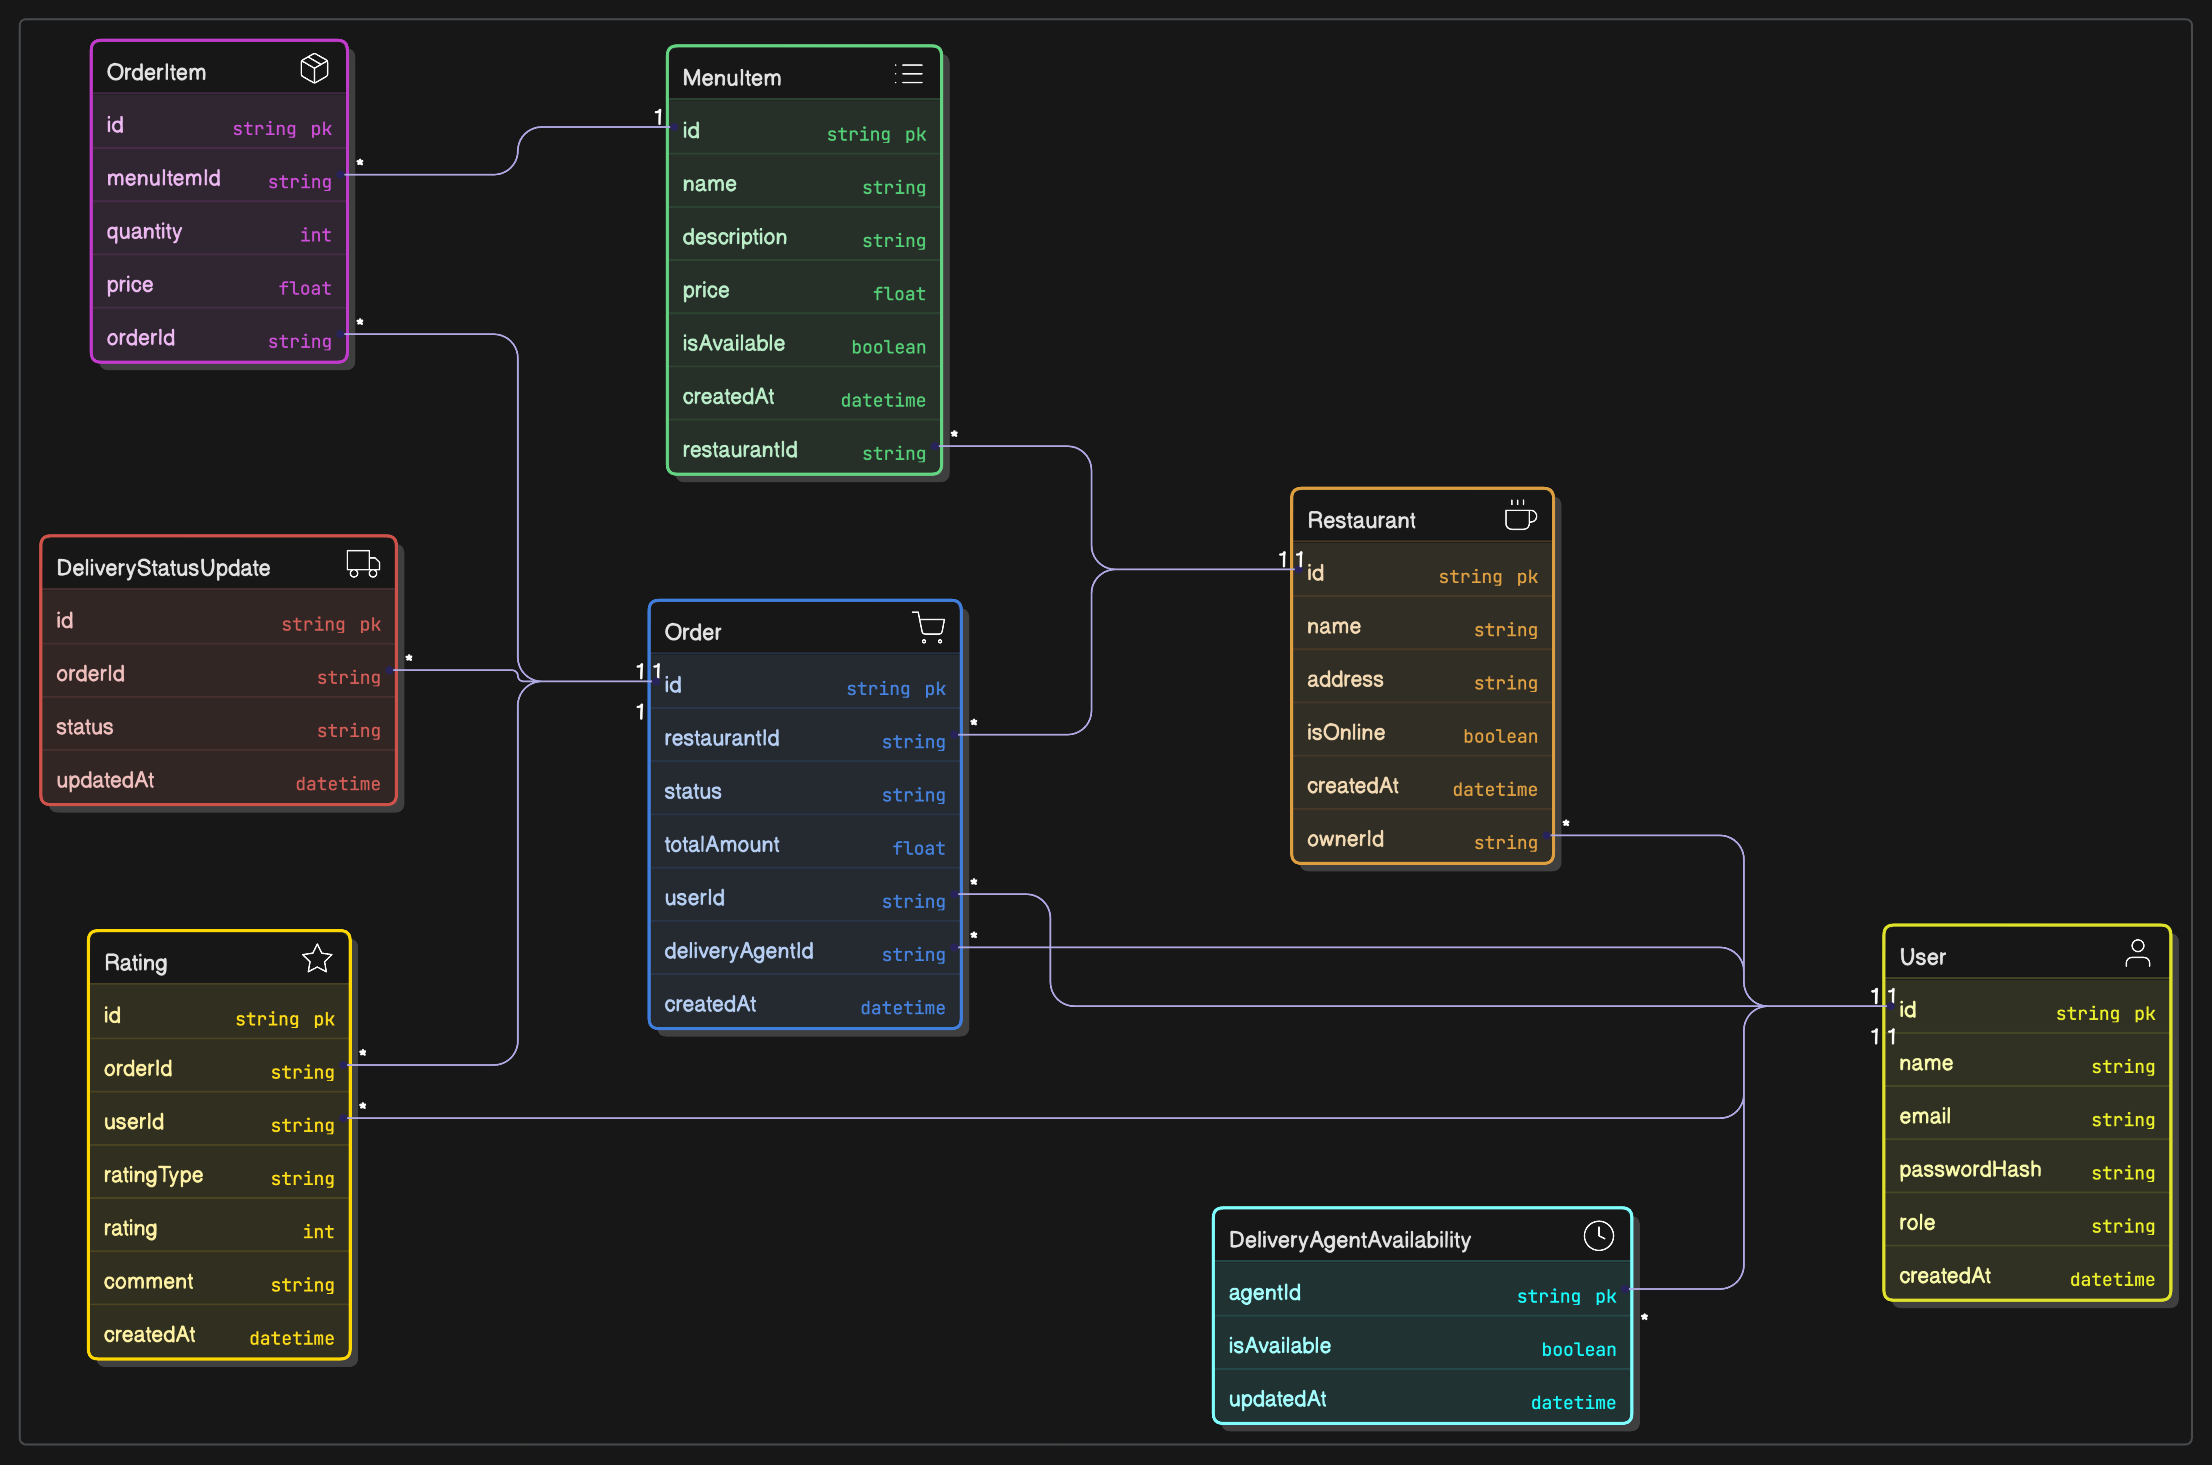 OrderItem
id string pk
menuItemId string
quantity int
price float
orderId string
*
*
MenuItem
1
id string pk
name string
description string
price float
isAvailable boolean
createdAt datetime
restaurantId string
*
Restaurant
1 1
id string pk
name string
address string
isOnline boolean
createdAt datetime
ownerId string
*
DeliveryStatusUpdate
id string pk
orderId string
status string
updatedAt datetime
*
Order
1 1
id string pk
1
restaurantId string
status string
totalAmount float
userId string
deliveryAgentId string
createdAt datetime
*
*
*
Rating
id string pk
orderId string
userId string
ratingType string
rating int
comment string
createdAt datetime
*
*
User
1 1
id string pk
1 1
name string
email string
passwordHash string
role string
createdAt datetime
DeliveryAgentAvailability
agentId string pk
isAvailable boolean
updatedAt datetime
*